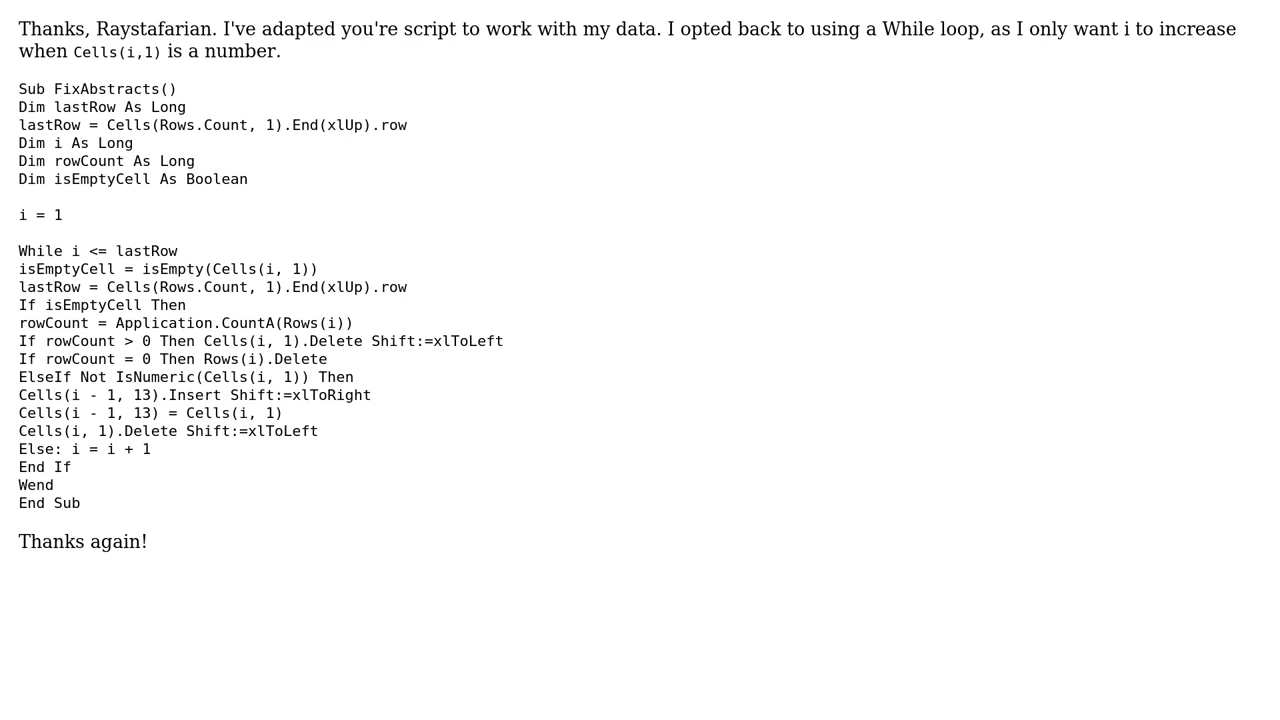 Thanks, Raystafarian. I've adapted you're script to work with my data. I opted back to using a While loop, as I only want i to increase
when Cells(i,1) is a number.
Sub FixAbstracts()
Dim lastRow As Long
lastRow = Cells(Rows.Count, 1).End(xlUp).row
Dim i As Long
Dim rowCount As Long
Dim isEmptyCell As Boolean
i = 1
While i <= lastRow
isEmptyCell = isEmpty(Cells(i, 1))
lastRow = Cells(Rows.Count, 1).End(xlUp).row
If isEmptyCell Then
rowCount = Application.CountA(Rows(i))
If rowCount > 0 Then Cells(i, 1).Delete Shift:=xlToLeft
If rowCount = 0 Then Rows(i).Delete
ElseIf Not IsNumeric(Cells(i, 1)) Then
Cells(i - 1, 13).Insert Shift:=xlToRight
Cells(i - 1, 13) = Cells(i, 1)
Cells(i, 1).Delete Shift:=xlToLeft
Else: i = i + 1
End If
Wend
End Sub
Thanks again!